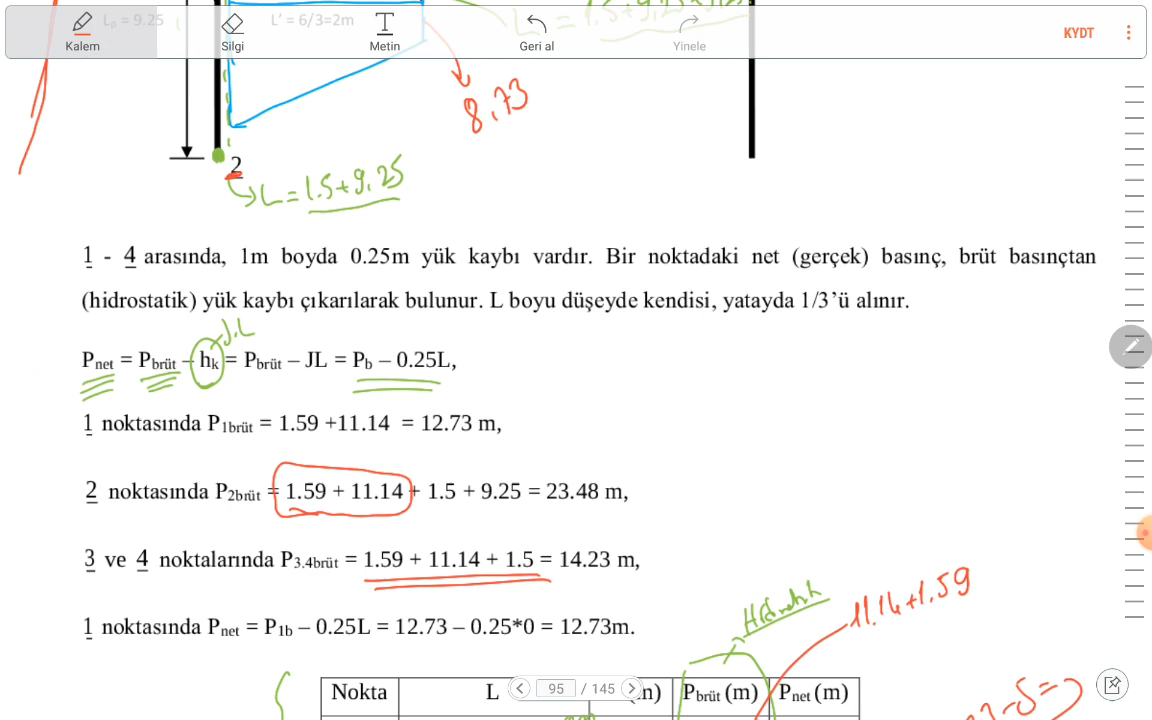 Lp = 9.25 L' = 6/3=2m
Kalem Silgi Metin Geri al Yinele KYDT
8,73
2
L = 1.5+9,25
1 - 4 arasında, 1m boyda 0.25m yük kaybı vardır. Bir noktadaki net (gerçek) basınç, brüt basınçtan
(hidrostatik) yük kaybı çıkarılarak bulunur. L boyu düşeyde kendisi, yatayda 1/3'ü alınır.
J.L
Pnet = Pbrüt – hk = Pbrüt – JL = Pb – 0.25L,
1 noktasında P1brüt = 1.59 +11.14 = 12.73 m,
2 noktasında P2brüt = 1.59 + 11.14 + 1.5 + 9.25 = 23.48 m,
3 ve 4 noktalarında P3.4brüt = 1.59 + 11.14 + 1.5 = 14.23 m,
11.14+1.59
1 noktasında Pnet = P1b – 0.25L = 12.73 – 0.25*0 = 12.73m.
Nokta L Pbrüt (m) Pnet (m)
95 / 145